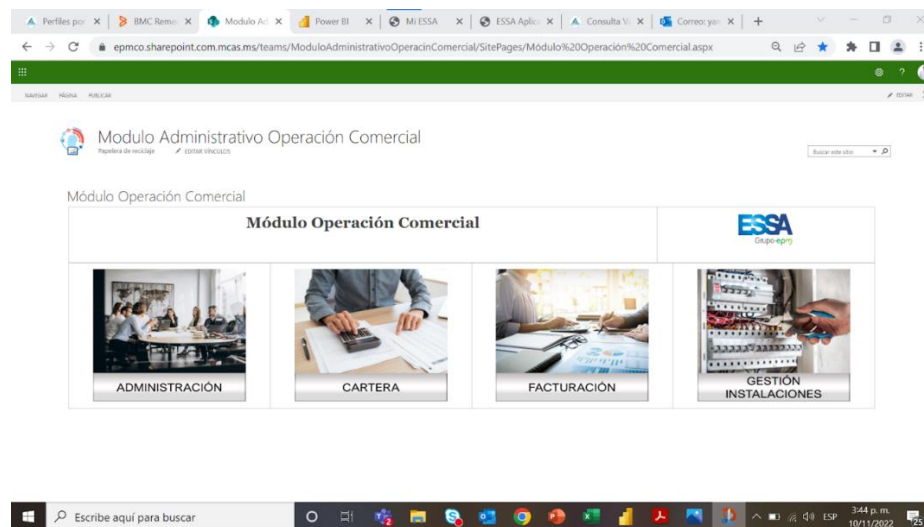 Perfiles por
BMC Reme
Modulo Ad
Power BI
Mi ESSA
ESSA Aplic
Consulta V
Correo: yan
epmco.sharepoint.com.mcas.ms/teams/ModuloAdministrativoOperacinComercial/SitePages/Módulo%20Operación%20Comercial.aspx
NAVEGAR PÁGINA PUBLICAR
EDITAR
Modulo Administrativo Operación Comercial
Papelera de reciclaje EDITAR VÍNCULOS
Buscar este sitio
Módulo Operación Comercial
Módulo Operación Comercial
ESSA
Grupo·epm
ADMINISTRACIÓN
CARTERA
FACTURACIÓN
GESTIÓN
INSTALACIONES
Escribe aquí para buscar
ESP
3:44 p. m.
10/11/2022